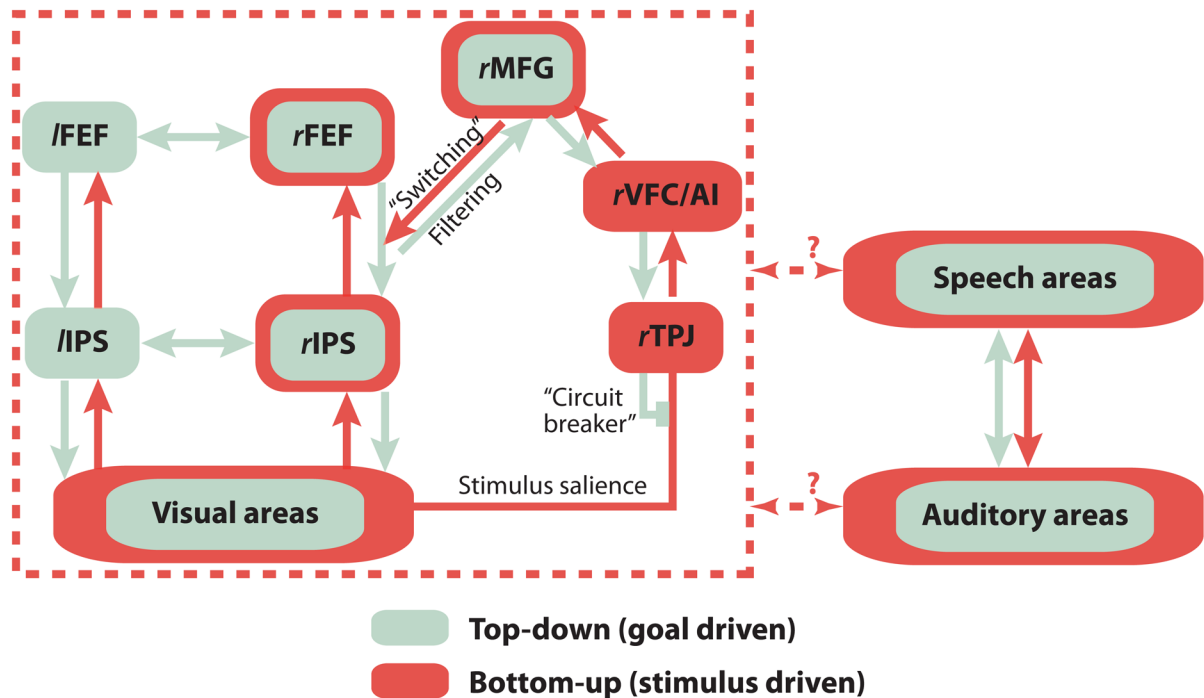 rMFG
lFEF
rFEF
“Switching”
Filtering
rVFC/AI
?
Speech areas
lIPS
rIPS
rTPJ
“Circuit
breaker”
Stimulus salience
?
Visual areas
Auditory areas
Top-down (goal driven)
Bottom-up (stimulus driven)